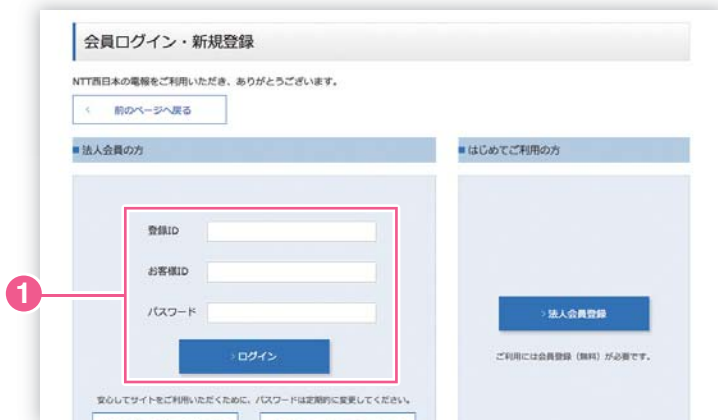 会員ログイン・新規登録
NTT西日本の電報をご利用いただき、ありがとうございます。
< 前のページへ戻る
■法人会員の方
登録ID
お客様ID
パスワード
>ログイン
安心してサイトをご利用いただくために、パスワードは定期的に変更してください。
1
■はじめてご利用の方
>法人会員登録
ご利用には会員登録（無料）が必要です。